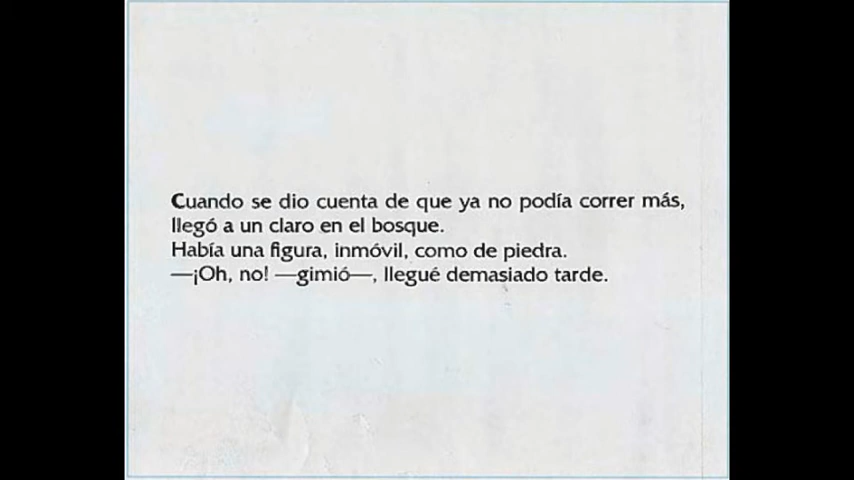 Cuando se dio cuenta de que ya no podía correr más,
llegó a un claro en el bosque.
Había una figura, inmóvil, como de piedra.
—¡Oh, no! —gimió—, llegué demasiado tarde.